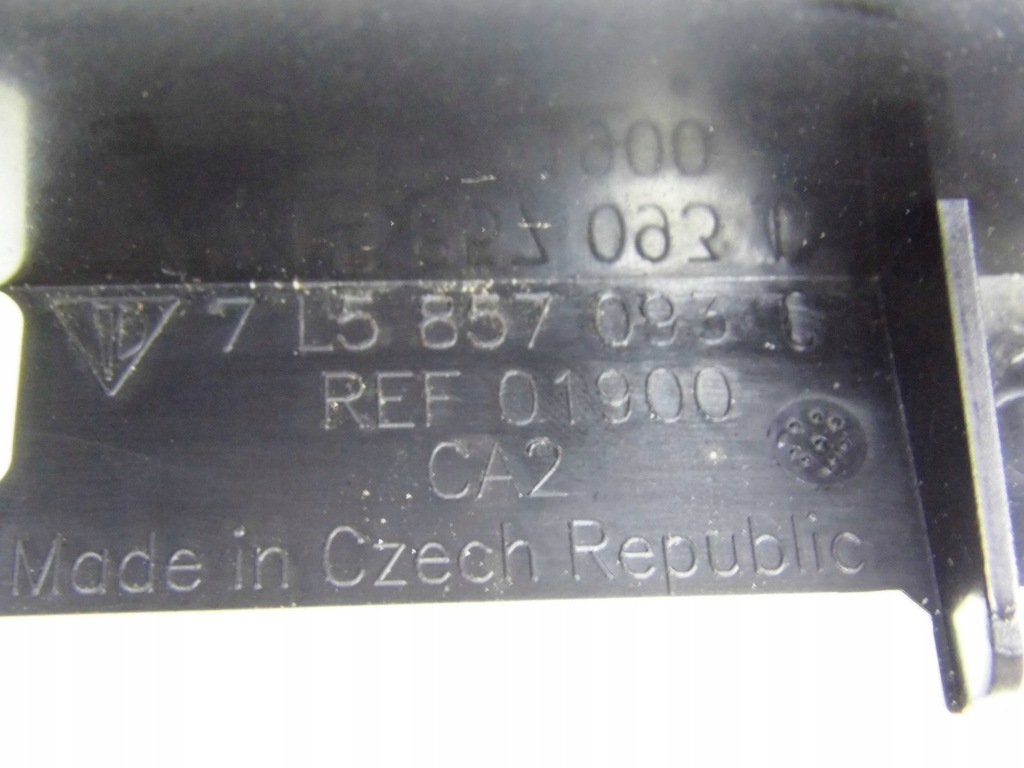 7 L5 857 093
REF 01900
CA2
Made in Czech Republic